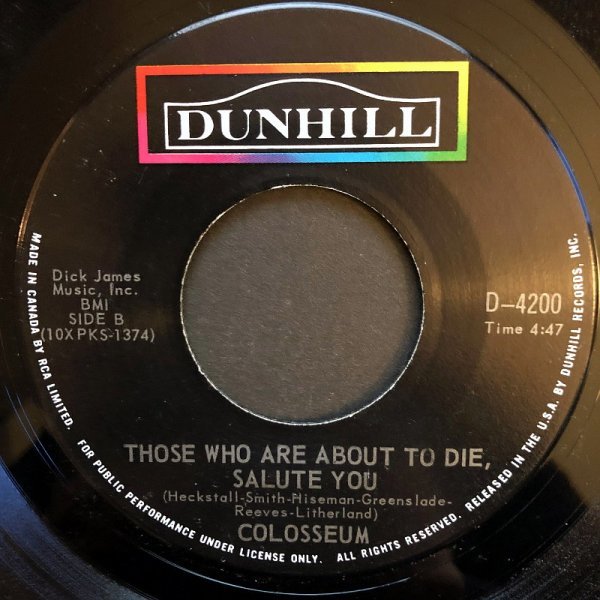 DUNHILL
Dick James
Music, Inc.
BMI
SIDE B
(10XPKS-1374)
D-4200
Time 4:47
THOSE WHO ARE ABOUT TO DIE,
SALUTE YOU
(Heckstall-Smith-Hiseman-Greenslade-
Reeves-Litherland)
COLOSSEUM
MADE IN CANADA BY RCA LIMITED. FOR PUBLIC PERFORMANCE UNDER LICENSE ONLY. ALL RIGHTS RESERVED. RELEASED IN THE U.S.A. BY DUNHILL RECORDS, INC.